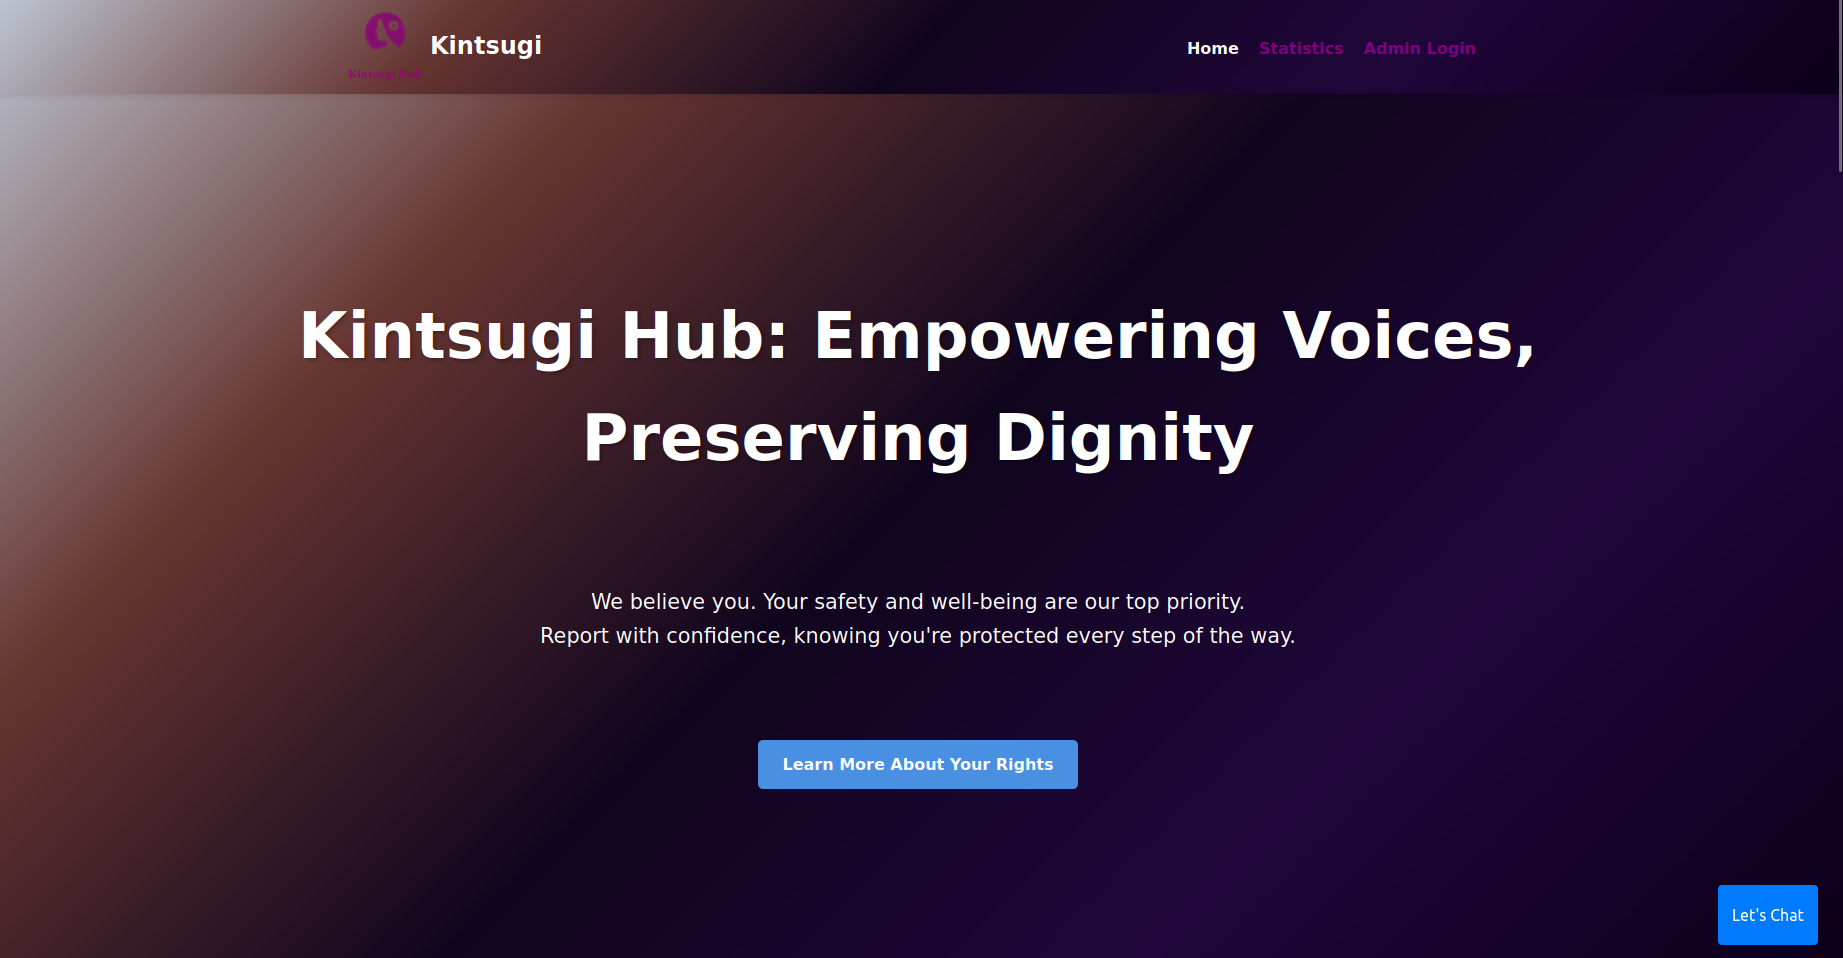 Kintsugi Hub
Kintsugi
Home Statistics Admin Login
Kintsugi Hub: Empowering Voices,
Preserving Dignity
We believe you. Your safety and well-being are our top priority.
Report with confidence, knowing you're protected every step of the way.
Learn More About Your Rights
Let's Chat